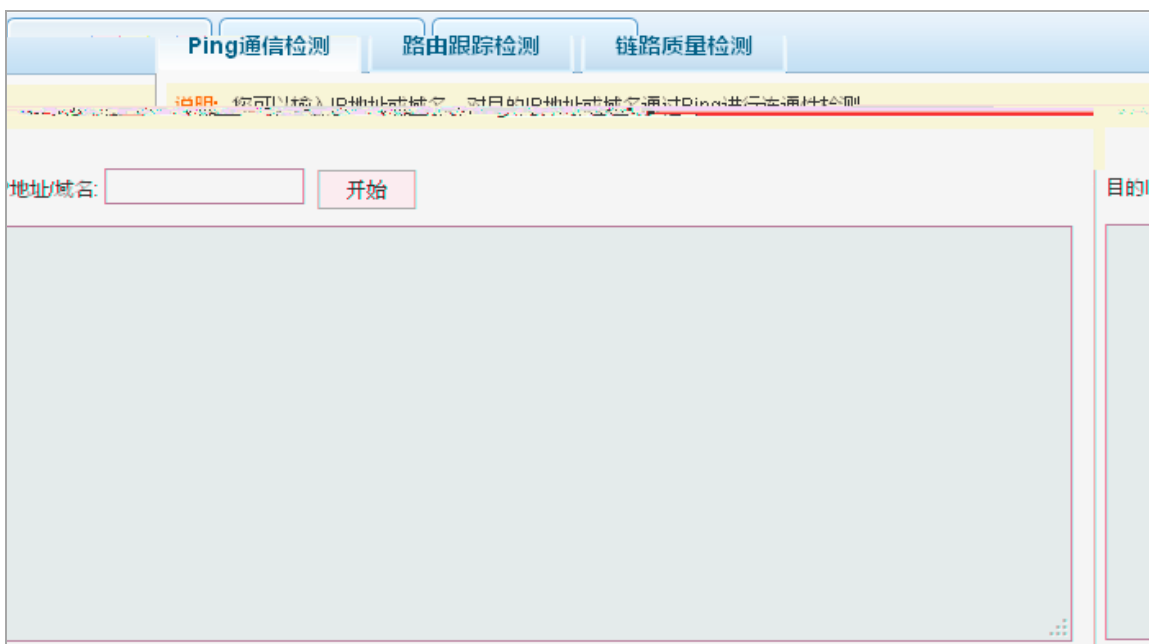 Ping通信检测 路由跟踪检测 链路质量检测
说明: 您可以输入IP地址或域名，对目的IP地址或域名通过Ping进行连通性检测
地址/域名: 开始 目的I